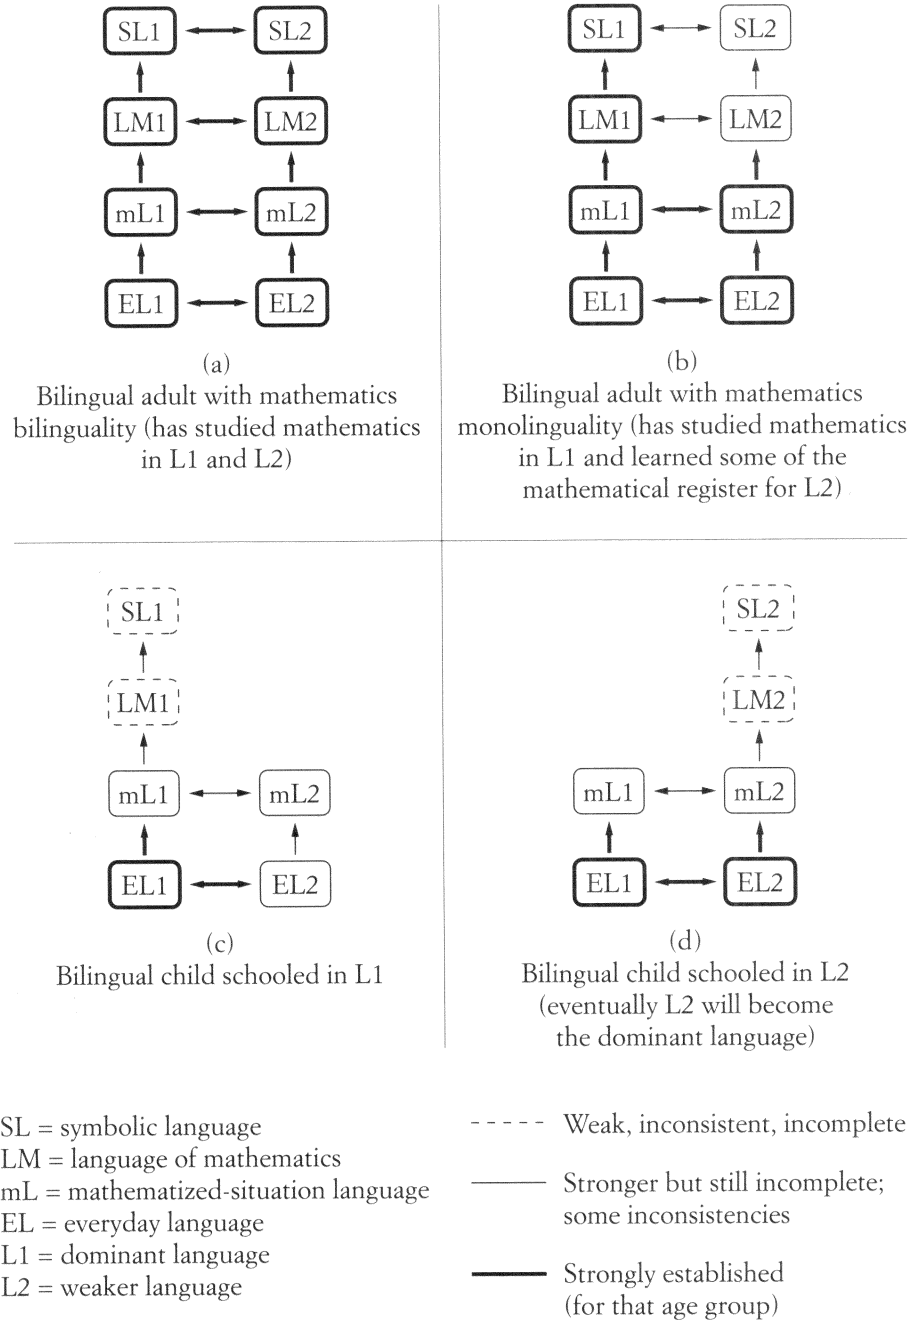 SL1 SL2
LM1 LM2
mL1 mL2
EL1 EL2
(a)
Bilingual adult with mathematics
bilinguality (has studied mathematics
in L1 and L2)
SL1 SL2
LM1 LM2
mL1 mL2
EL1 EL2
(b)
Bilingual adult with mathematics
monolinguality (has studied mathematics
in L1 and learned some of the
mathematical register for L2)
SL1
LM1
mL1 mL2
EL1 EL2
(c)
Bilingual child schooled in L1
SL2
LM2
mL1 mL2
EL1 EL2
(d)
Bilingual child schooled in L2
(eventually L2 will become
the dominant language)
SL = symbolic language
LM = language of mathematics
mL = mathematized-situation language
EL = everyday language
L1 = dominant language
L2 = weaker language
Weak, inconsistent, incomplete
Stronger but still incomplete;
some inconsistencies
Strongly established
(for that age group)